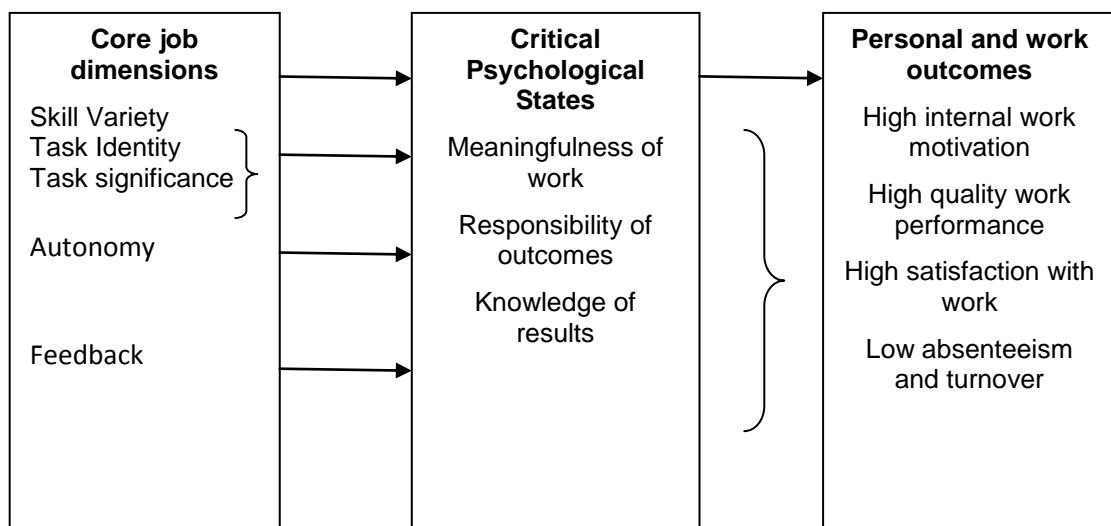 Core job
dimensions
Skill Variety
Task Identity
Task significance
Autonomy
Feedback
Critical
Psychological
States
Meaningfulness of
work
Responsibility of
outcomes
Knowledge of
results
Personal and work
outcomes
High internal work
motivation
High quality work
performance
High satisfaction with
work
Low absenteeism
and turnover